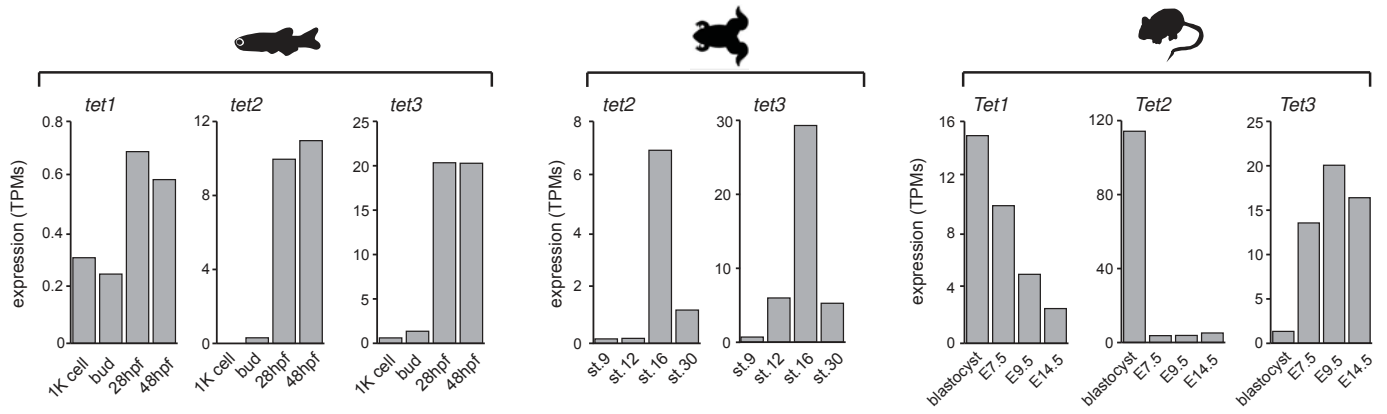 tet1
tet2
tet3
tet2
tet3
Tet1
Tet2
Tet3
expression (TPMs)
0.8
0.6
0.4
0.2
0
1K cell
bud
28hpf
48hpf
12
8
4
0
1K cell
bud
28hpf
48hpf
25
20
15
10
5
0
1K cell
bud
28hpf
48hpf
expression (TPMs)
8
6
4
2
0
st.9
st.12
st.16
st.30
30
20
10
0
st.9
st.12
st.16
st.30
expression (TPMs)
16
12
8
4
0
blastocyst
E7.5
E9.5
E14.5
120
80
40
0
blastocyst
E7.5
E9.5
E14.5
25
20
15
10
5
0
blastocyst
E7.5
E9.5
E14.5